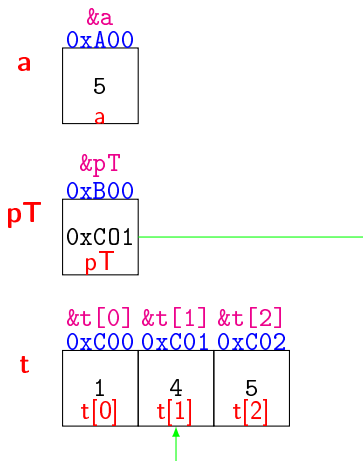 &a
0xA00
a
5
a
&pT
0xB00
pT
0xC01
pT
&t[0] &t[1] &t[2]
0xC00 0xC01 0xC02
t
1 4 5
t[0] t[1] t[2]